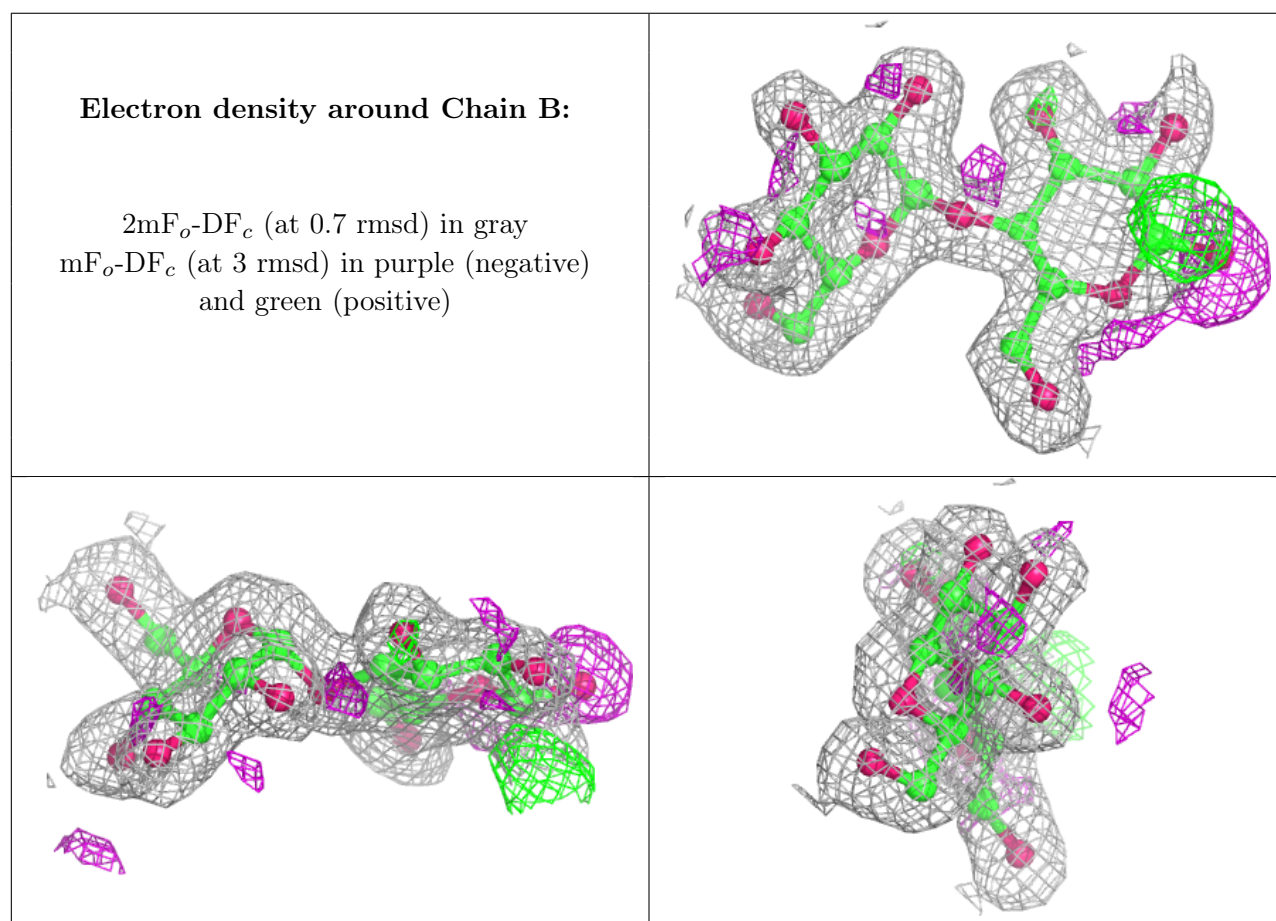 Electron density around Chain B:
2mFo-DFc (at 0.7 rmsd) in gray
mFo-DFc (at 3 rmsd) in purple (negative)
and green (positive)